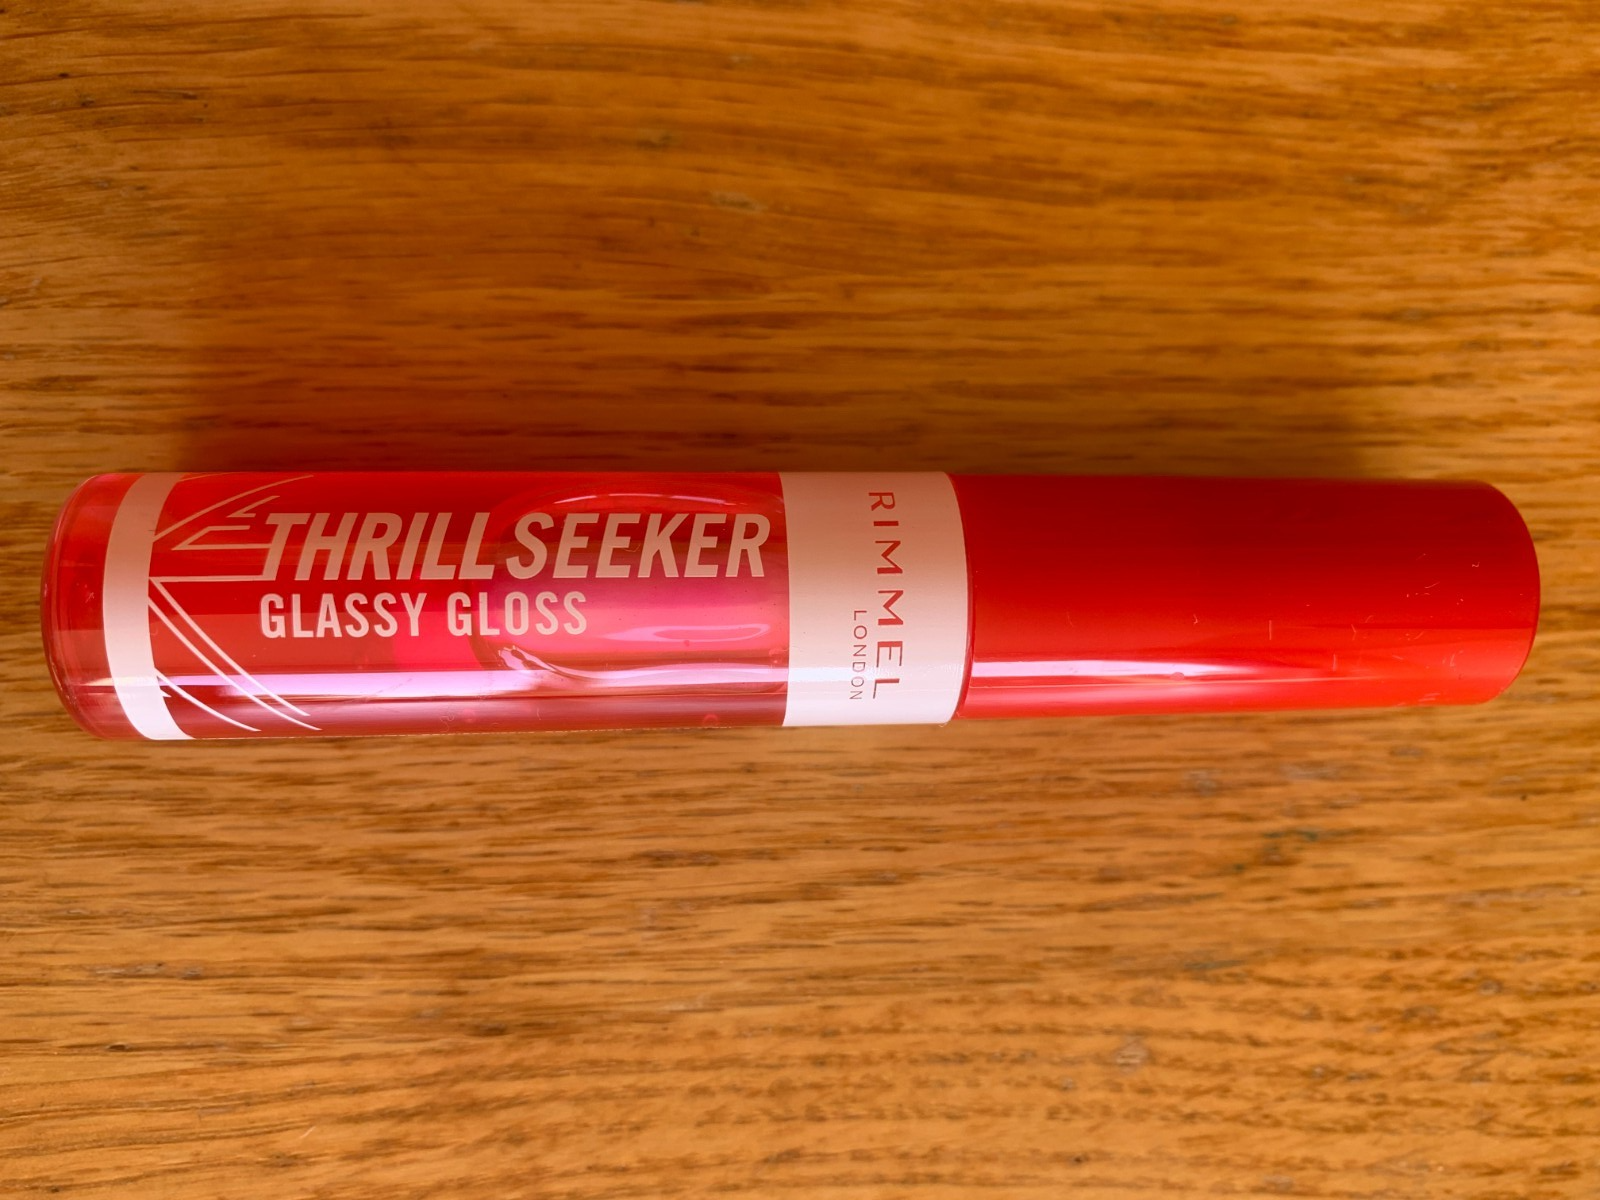 THRILL SEEKER
GLASSY GLOSS
RIMMEL
LONDON